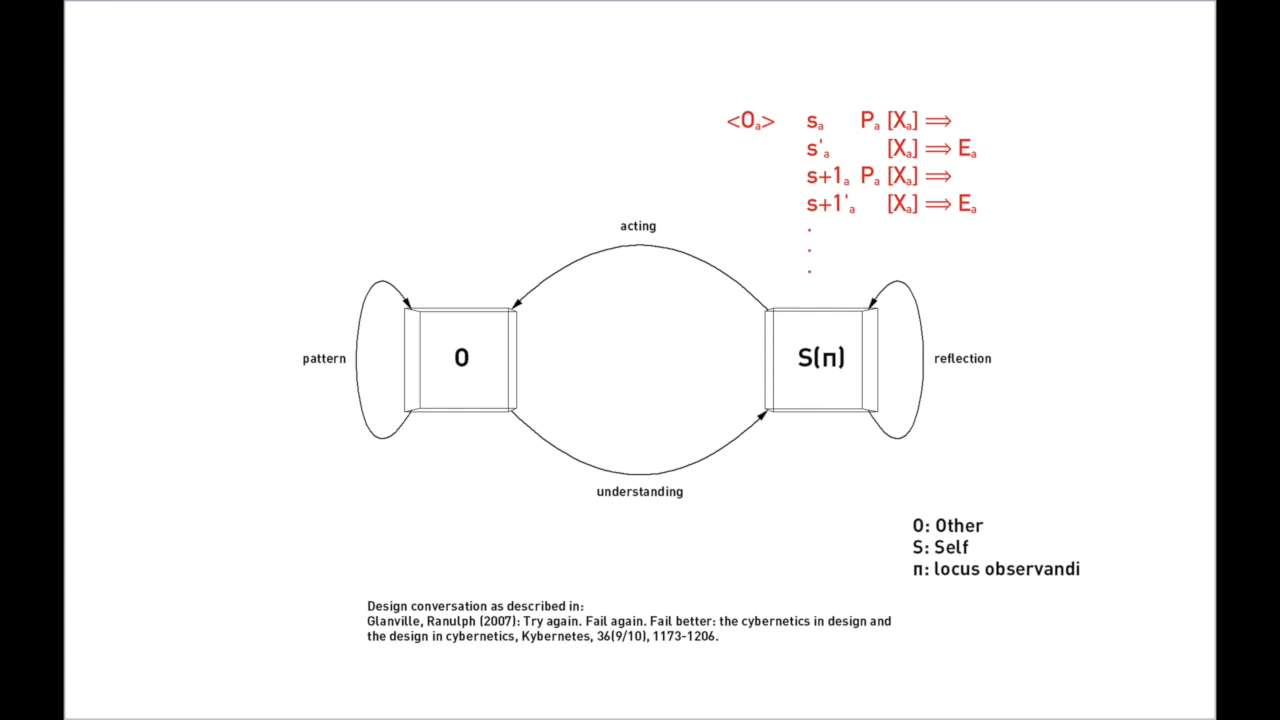 <Oₐ> sₐ Pₐ [Xₐ] ⟹
s'ₐ [Xₐ] ⟹ Eₐ
s+1ₐ Pₐ [Xₐ] ⟹
s+1'ₐ [Xₐ] ⟹ Eₐ
.
.
.
acting
pattern
O
S(π)
reflection
understanding
O: Other
S: Self
π: locus observandi
Design conversation as described in:
Glanville, Ranulph (2007): Try again. Fail again. Fail better: the cybernetics in design and
the design in cybernetics, Kybernetes, 36(9/10), 1173-1206.